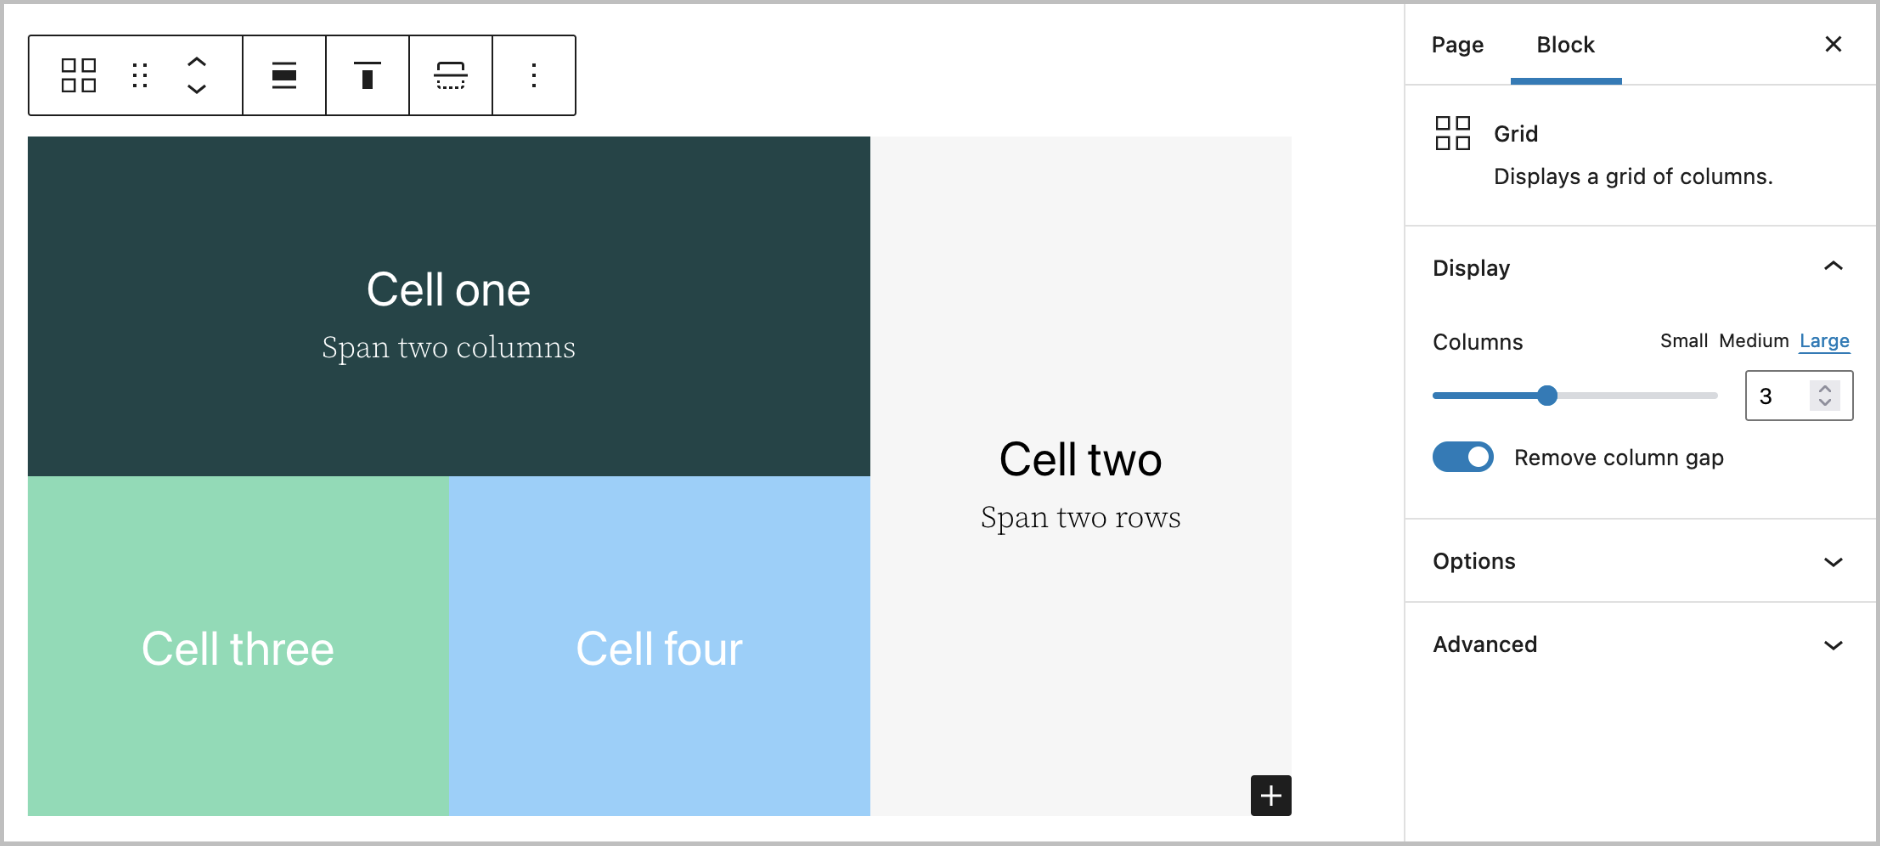 Cell one
Span two columns
Cell two
Span two rows
Cell three
Cell four
Page Block
Grid
Displays a grid of columns.
Display
Columns Small Medium Large
3
Remove column gap
Options
Advanced